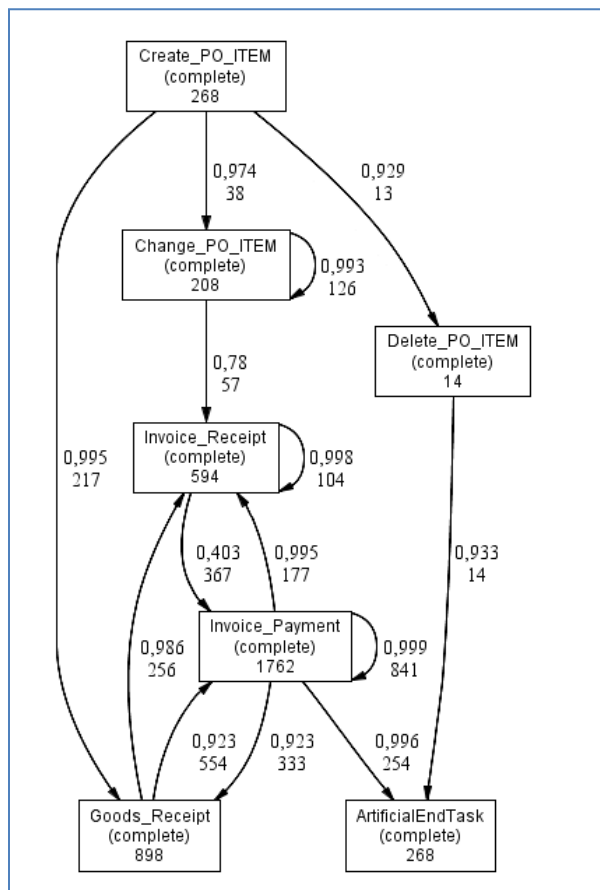 Create_PO_ITEM
(complete)
268
0,974
38
0,929
13
Change_PO_ITEM
(complete)
208
0,993
126
Delete_PO_ITEM
(complete)
14
0,78
57
Invoice_Receipt
(complete)
594
0,998
104
0,995
217
0,403
367
0,995
177
0,933
14
Invoice_Payment
(complete)
1762
0,999
841
0,986
256
0,923
554
0,923
333
0,996
254
Goods_Receipt
(complete)
898
ArtificialEndTask
(complete)
268